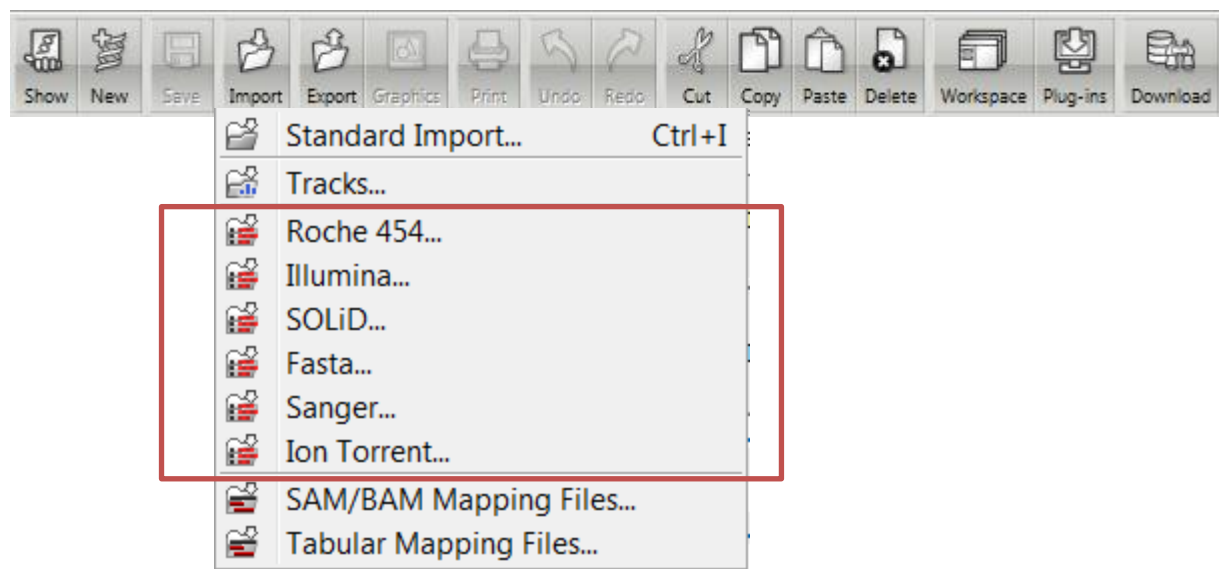 Show New Save Import Export Graphics Print Undo Redo Cut Copy Paste Delete Workspace Plug-ins Download
Standard Import... Ctrl+I
Tracks...
Roche 454...
Illumina...
SOLiD...
Fasta...
Sanger...
Ion Torrent...
SAM/BAM Mapping Files...
Tabular Mapping Files...